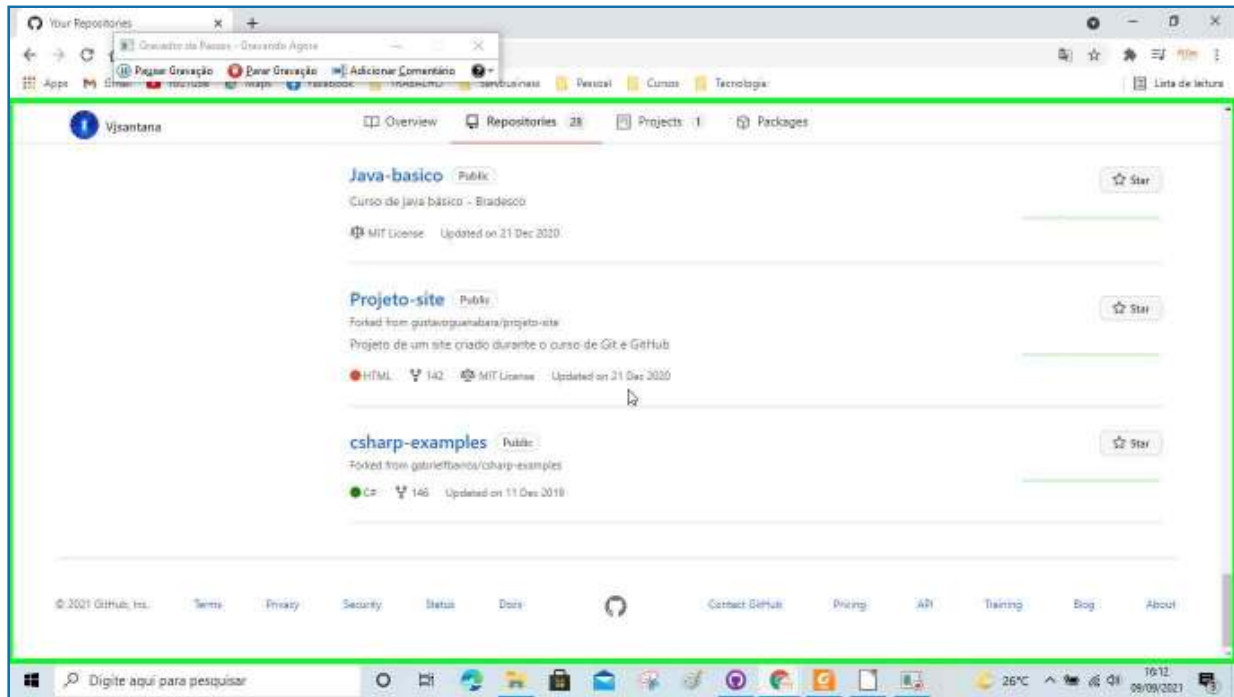 Your Repositories
Gravador de Passos - Gravando Agora
Pausar Gravação Parar Gravação Adicionar Comentário
Apps Gmail YouTube Maps Facebook TRABALHO Pessoal Cursos Tecnologia Lista de leitura
Vjsantana Overview Repositories 28 Projects 1 Packages
Java-basico Public Star
Curso de java básico - Bradesco
MIT License Updated on 21 Dec 2020
Projeto-site Public Star
Forked from gustavoguanabara/projeto-site
Projeto de um site criado durante o curso de Git e GitHub
HTML 142 MIT License Updated on 21 Dec 2020
csharp-examples Public Star
Forked from
C# 146 Updated on 11 Dec 2019
© 2021 GitHub, Inc. Terms Privacy Security Status Docs Contact GitHub Pricing API Training Blog About
Digite aqui para pesquisar 26°C 16:12
09/09/2021